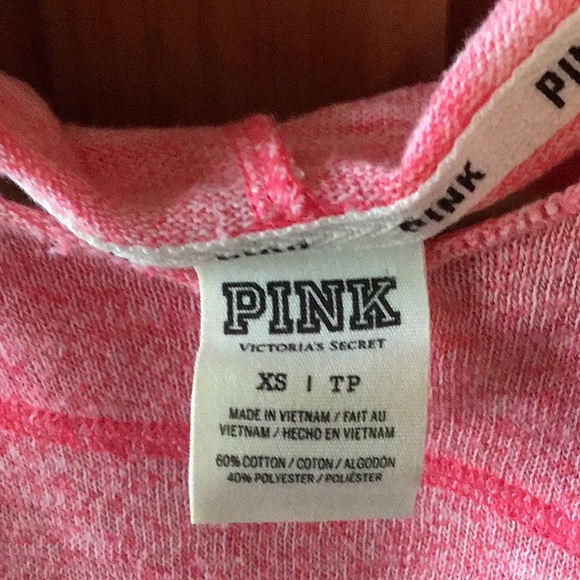 PINK
PINK
PINK
VICTORIA'S SECRET
XS | TP
MADE IN VIETNAM / FAIT AU
VIETNAM / HECHO EN VIETNAM
60% COTTON / COTON / ALGODÓN
40% POLYESTER / POLIÉSTER